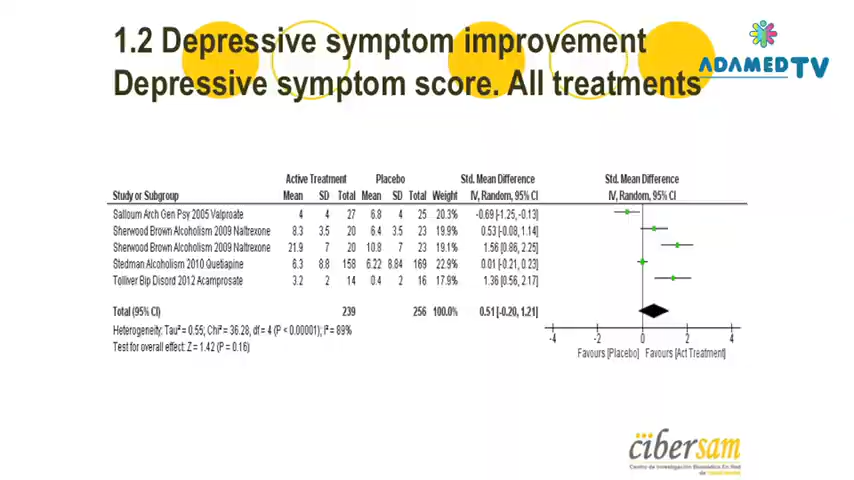 1.2 Depressive symptom improvement
Depressive symptom score. All treatments
ADAMED TV
Active Treatment Placebo Std. Mean Difference Std. Mean Difference
Study or Subgroup Mean SD Total Mean SD Total Weight IV, Random, 95% CI IV, Random, 95% CI
Salloum Arch Gen Psy 2005 Valproate 4 4 27 6.8 4 25 20.3% -0.69 [-1.25, -0.13]
Sherwood Brown Alcoholism 2009 Naltrexone 8.3 3.5 20 6.4 3.5 23 19.9% 0.53 [-0.08, 1.14]
Sherwood Brown Alcoholism 2009 Naltrexone 21.9 7 20 10.8 7 23 19.0% 1.56 [0.86, 2.25]
Stedman Alcoholism 2010 Quetiapine 6.3 8.8 158 6.22 8.84 169 22.9% 0.01 [-0.21, 0.23]
Tolliver Bip Disord 2012 Acamprosate 3.2 2 14 0.4 2 16 17.9% 1.36 [0.56, 2.17]
Total (95% CI) 239 256 100.0% 0.51 [-0.20, 1.21]
Heterogeneity: Tau² = 0.55; Chi² = 36.28, df = 4 (P < 0.00001); I² = 89%
Test for overall effect: Z = 1.42 (P = 0.16)
-4 -2 0 2 4
Favours [Placebo] Favours [Act Treatment]
cibersam
Centro de Investigación Biomédica En Red